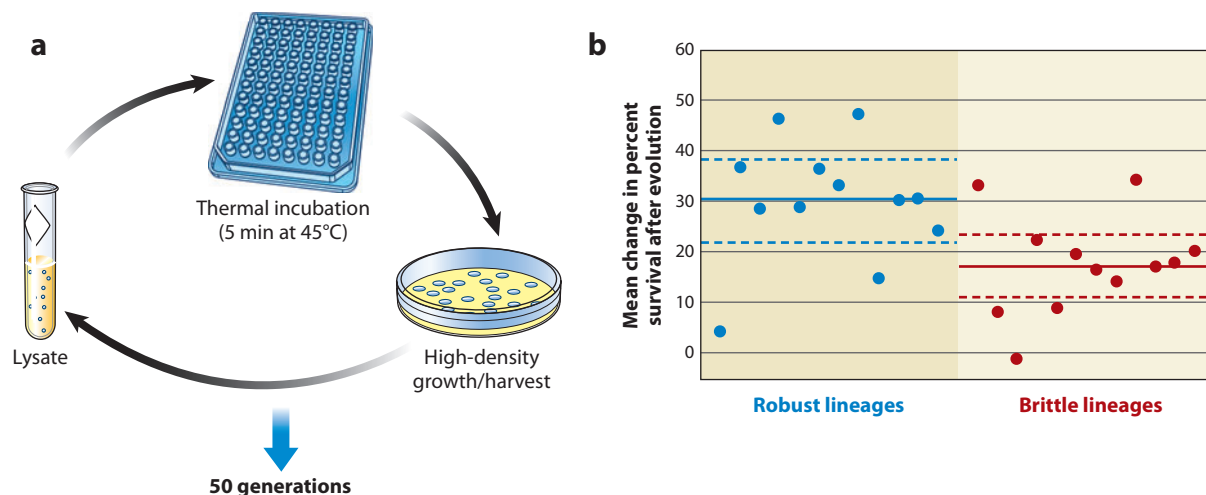 a
Thermal incubation
(5 min at 45°C)
Lysate
High-density
growth/harvest
50 generations
b
Mean change in percent
survival after evolution
60
50
40
30
20
10
0
Robust lineages
Brittle lineages